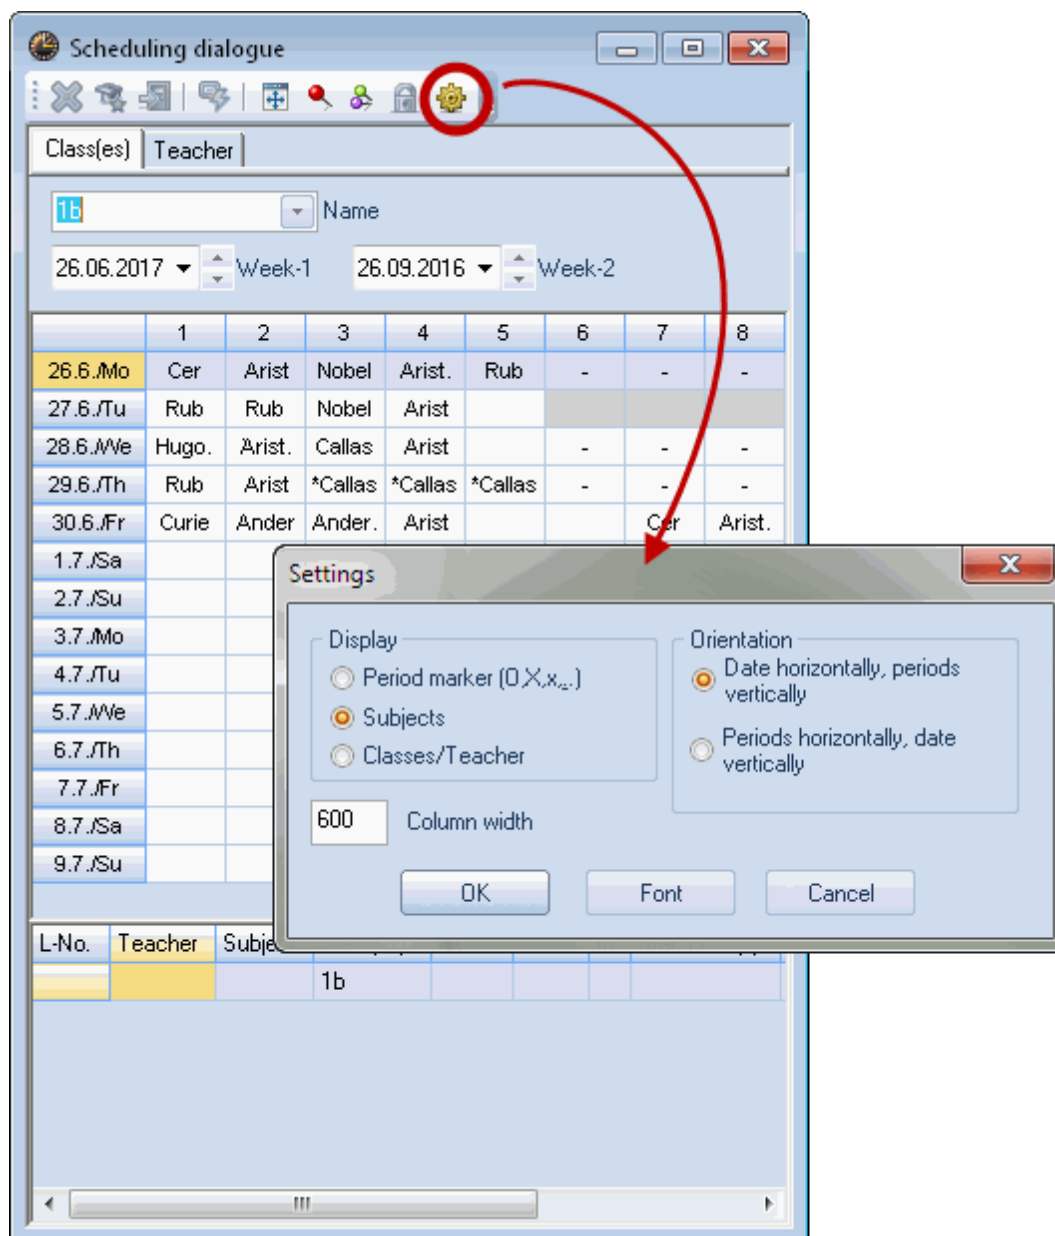 Scheduling dialogue
Class(es) Teacher
1b Name
26.06.2017 Week-1 26.09.2016 Week-2
1 2 3 4 5 6 7 8
26.6./Mo Cer Arist Nobel Arist. Rub - - -
27.6./Tu Rub Rub Nobel Arist
28.6./We Hugo. Arist. Callas Arist - - -
29.6./Th Rub Arist *Callas *Callas *Callas - - -
30.6./Fr Curie Ander Ander. Arist Cer Arist.
1.7./Sa
2.7./Su
3.7./Mo
4.7./Tu
5.7./We
6.7./Th
7.7./Fr
8.7./Sa
9.7./Su
Settings
Display
Period marker (0,X,x,..)
Subjects
Classes/Teacher
Orientation
Date horizontally, periods
vertically
Periods horizontally, date
vertically
600 Column width
OK Font Cancel
L-No. Teacher
1b